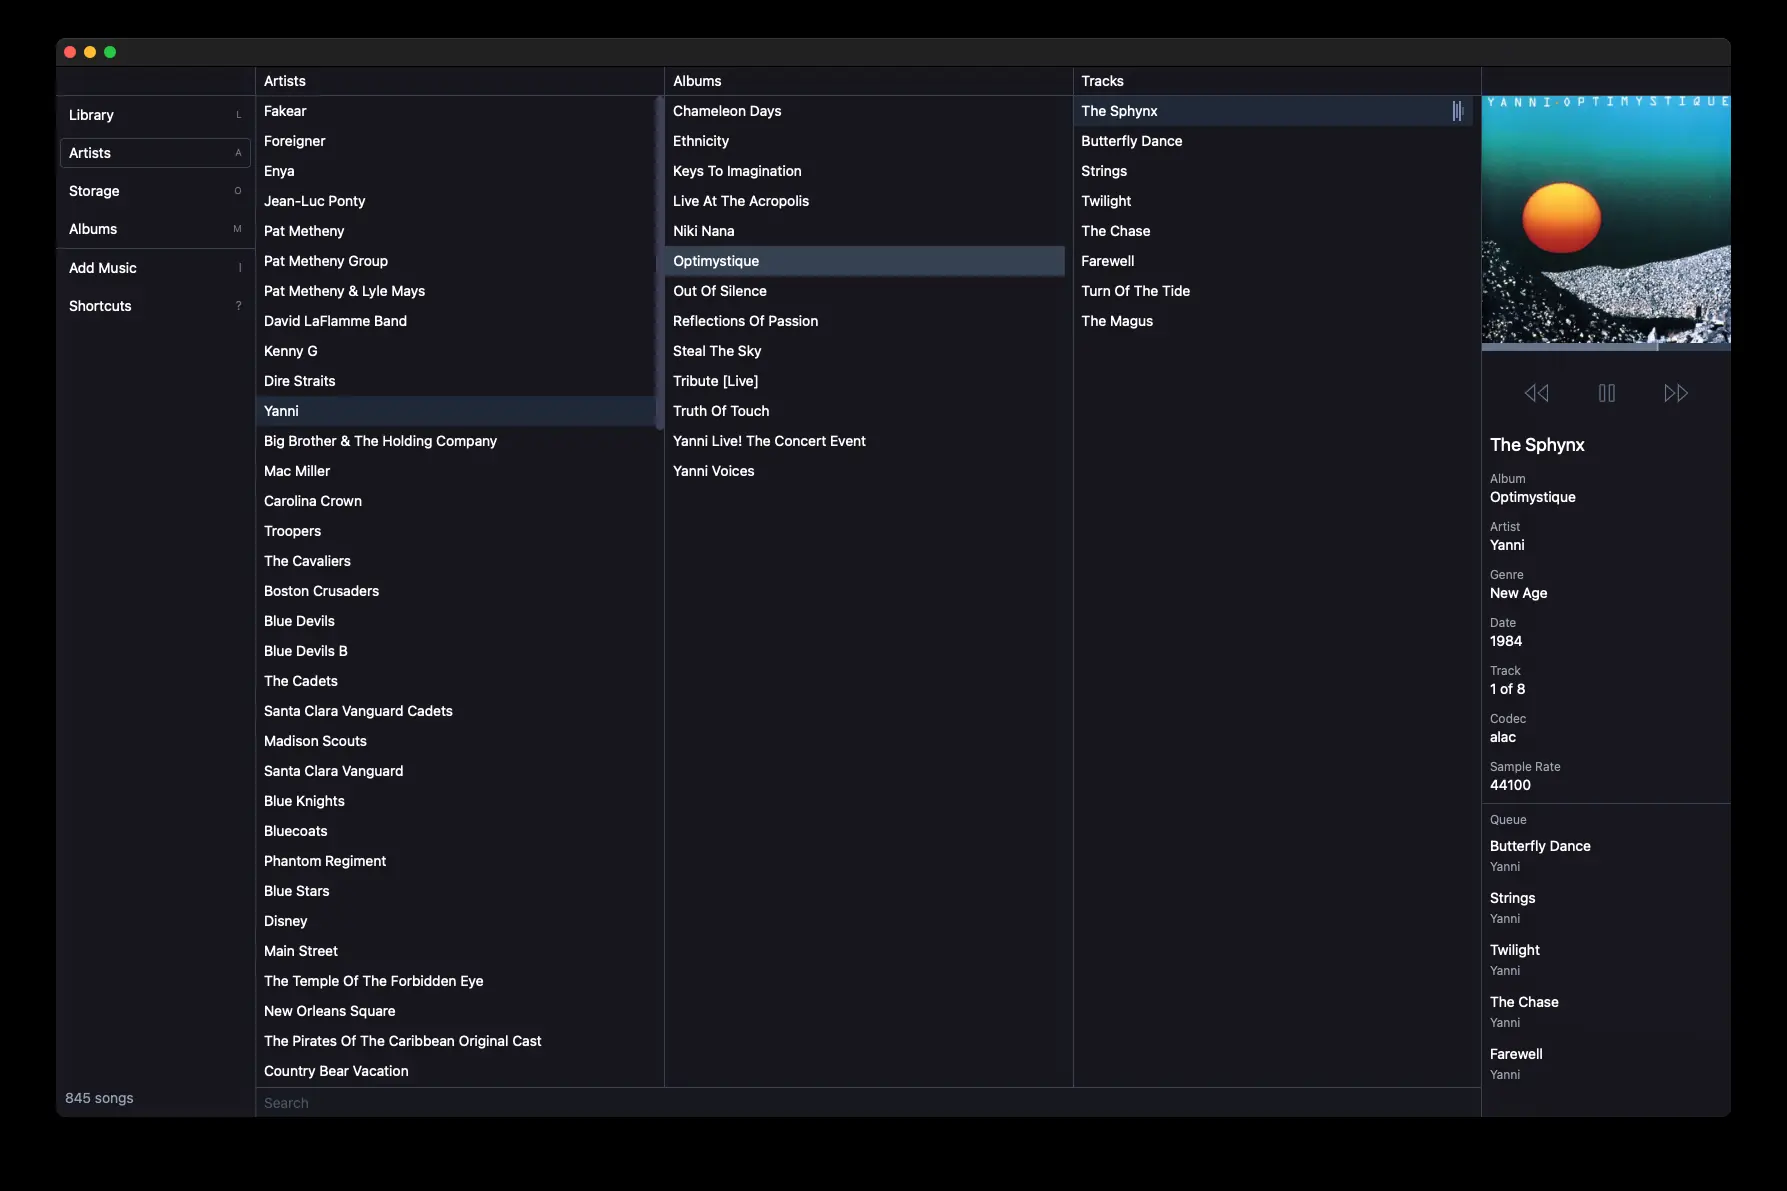 Artists
Albums
Tracks
Library L
Artists A
Storage O
Albums M
Add Music I
Shortcuts ?
845 songs
Fakear
Foreigner
Enya
Jean-Luc Ponty
Pat Metheny
Pat Metheny Group
Pat Metheny & Lyle Mays
David LaFlamme Band
Kenny G
Dire Straits
Yanni
Big Brother & The Holding Company
Mac Miller
Carolina Crown
Troopers
The Cavaliers
Boston Crusaders
Blue Devils
Blue Devils B
The Cadets
Santa Clara Vanguard Cadets
Madison Scouts
Santa Clara Vanguard
Blue Knights
Bluecoats
Phantom Regiment
Blue Stars
Disney
Main Street
The Temple Of The Forbidden Eye
New Orleans Square
The Pirates Of The Caribbean Original Cast
Country Bear Vacation
Search
Chameleon Days
Ethnicity
Keys To Imagination
Live At The Acropolis
Niki Nana
Optimystique
Out Of Silence
Reflections Of Passion
Steal The Sky
Tribute [Live]
Truth Of Touch
Yanni Live! The Concert Event
Yanni Voices
The Sphynx
Butterfly Dance
Strings
Twilight
The Chase
Farewell
Turn Of The Tide
The Magus
YANNI·OPTIMYSTIQUE
The Sphynx
Album
Optimystique
Artist
Yanni
Genre
New Age
Date
1984
Track
1 of 8
Codec
alac
Sample Rate
44100
Queue
Butterfly Dance
Yanni
Strings
Yanni
Twilight
Yanni
The Chase
Yanni
Farewell
Yanni